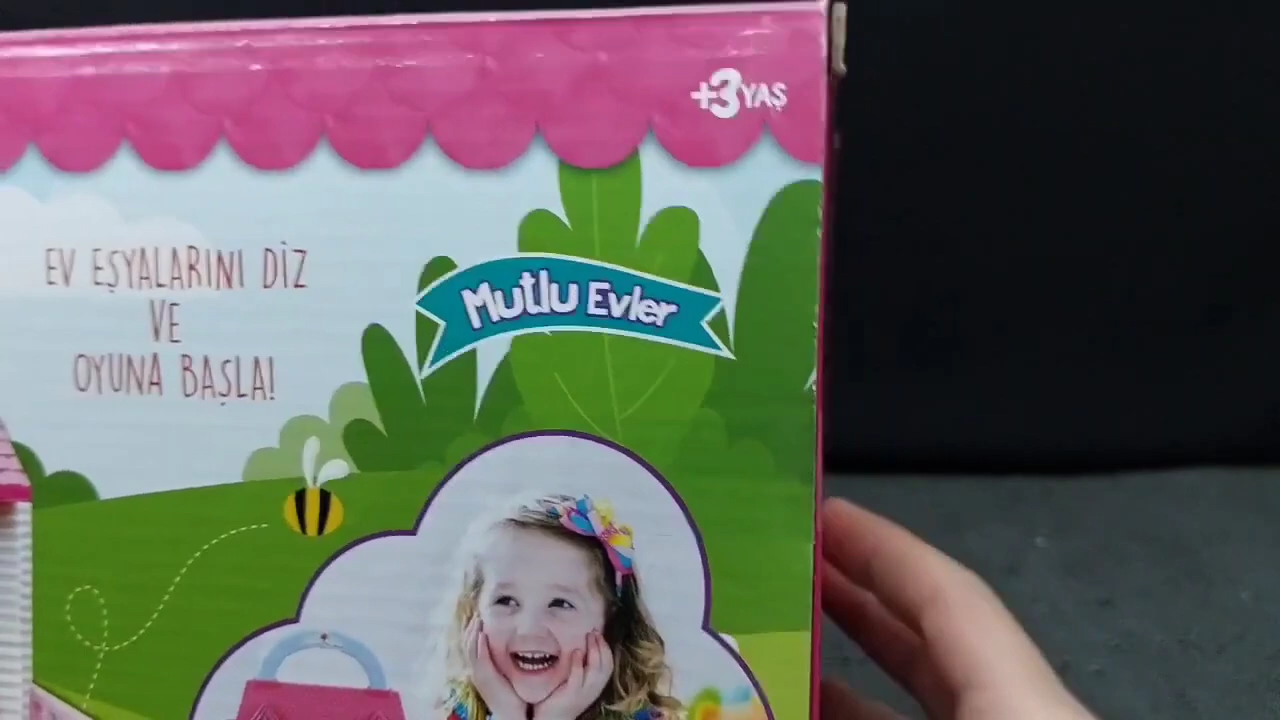 +3 YAŞ
EV EŞYALARINI DİZ
VE
OYUNA BAŞLA!
Mutlu Evler